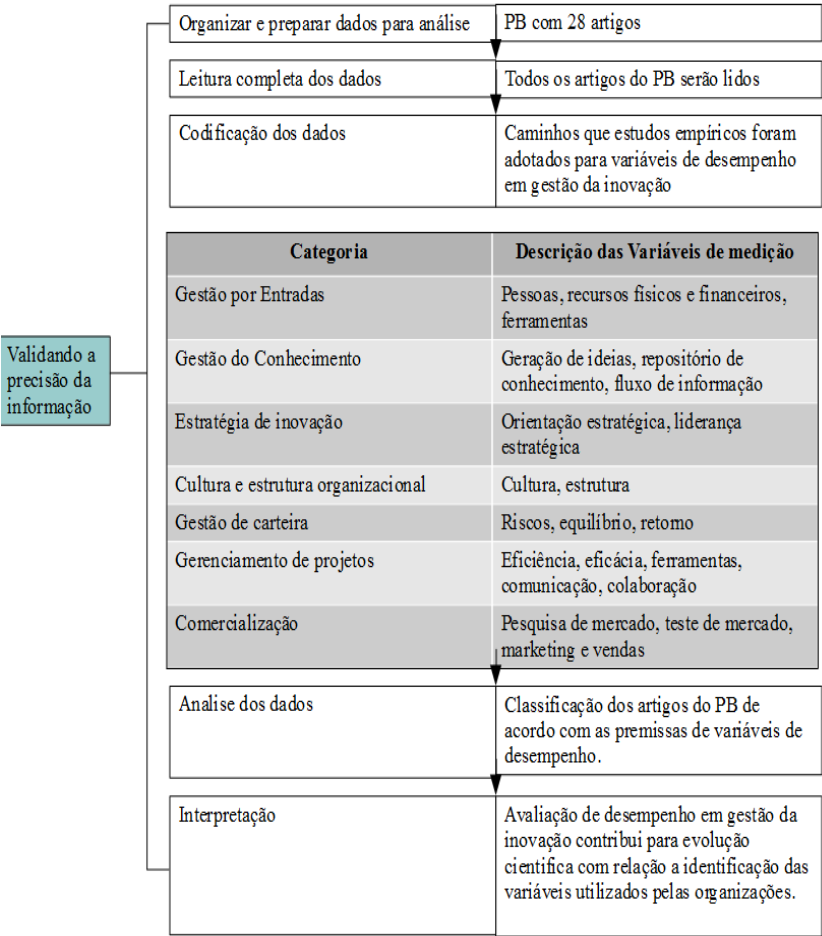 Organizar e preparar dados para análise
PB com 28 artigos
Leitura completa dos dados
Todos os artigos do PB serão lidos
Codificação dos dados
Caminhos que estudos empíricos foram
adotados para variáveis de desempenho
em gestão da inovação
Categoria
Descrição das Variáveis de medição
Gestão por Entradas
Pessoas, recursos físicos e financeiros,
ferramentas
Validando a
precisão da
informação
Gestão do Conhecimento
Geração de ideias, repositório de
conhecimento, fluxo de informação
Estratégia de inovação
Orientação estratégica, liderança
estratégica
Cultura e estrutura organizacional
Cultura, estrutura
Gestão de carteira
Riscos, equilíbrio, retorno
Gerenciamento de projetos
Eficiência, eficácia, ferramentas,
comunicação, colaboração
Comercialização
Pesquisa de mercado, teste de mercado,
marketing e vendas
Analise dos dados
Classificação dos artigos do PB de
acordo com as premissas de variáveis de
desempenho.
Interpretação
Avaliação de desempenho em gestão da
inovação contribui para evolução
cientifica com relação a identificação das
variáveis utilizados pelas organizações.